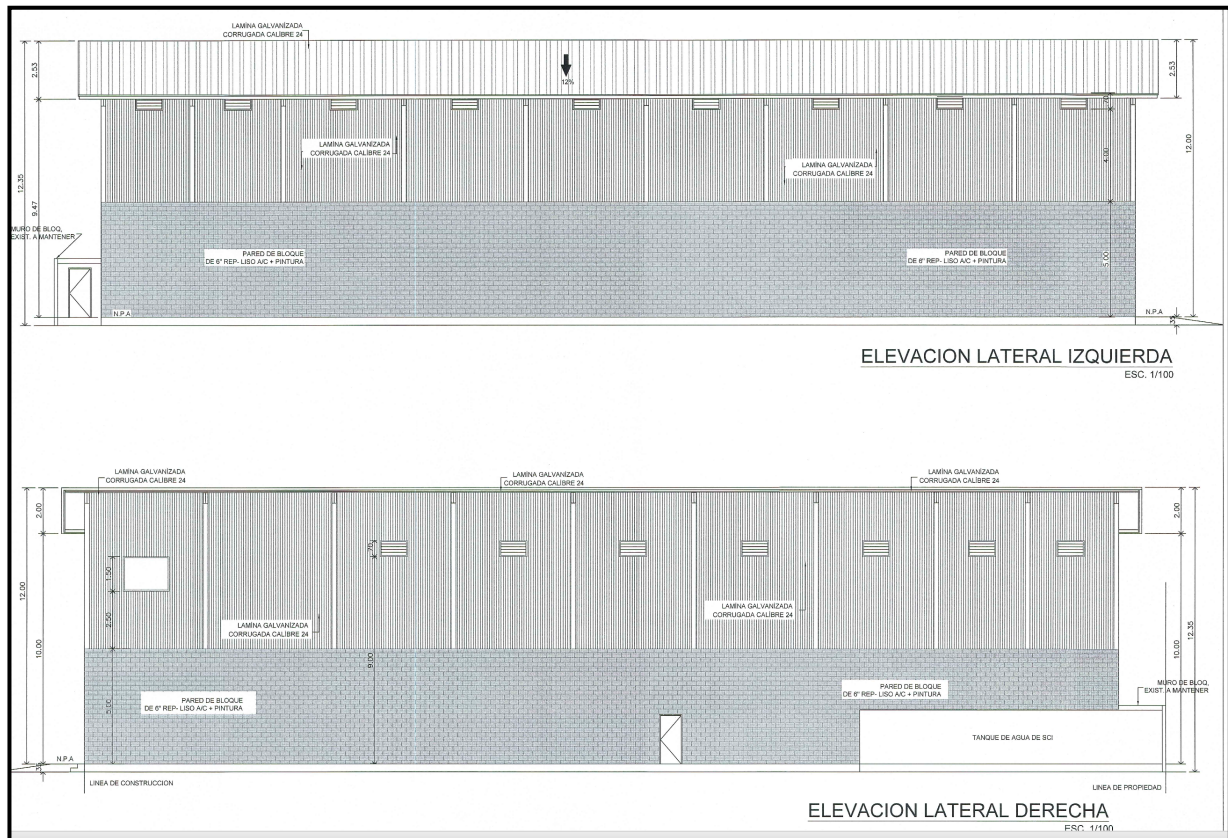 LAMINA GALVANIZADA
CORRUGADA CALIBRE 24
12%
2.53
2.53
.70
LAMINA GALVANIZADA
CORRUGADA CALIBRE 24
LAMINA GALVANIZADA
CORRUGADA CALIBRE 24
4.00
12.00
12.35
9.47
MURO DE BLOQ,
EXIST. A MANTENER
PARED DE BLOQUE
DE 6" REP- LISO A/C + PINTURA
PARED DE BLOQUE
DE 6" REP- LISO A/C + PINTURA
5.00
N.P.A
N.P.A
.35
ELEVACION LATERAL IZQUIERDA
ESC. 1/100
LAMINA GALVANIZADA
CORRUGADA CALIBRE 24
LAMINA GALVANIZADA
CORRUGADA CALIBRE 24
LAMINA GALVANIZADA
CORRUGADA CALIBRE 24
2.00
2.00
.70
1.50
12.00
2.50
LAMINA GALVANIZADA
CORRUGADA CALIBRE 24
LAMINA GALVANIZADA
CORRUGADA CALIBRE 24
10.00
9.00
10.00
12.35
PARED DE BLOQUE
DE 6" REP- LISO A/C + PINTURA
PARED DE BLOQUE
DE 6" REP- LISO A/C + PINTURA
MURO DE BLOQ,
EXIST. A MANTENER
5.00
TANQUE DE AGUA DE SCI
N.P.A
.35
LINEA DE CONSTRUCCION
LINEA DE PROPIEDAD
ELEVACION LATERAL DERECHA
ESC. 1/100